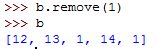 >>> b.remove(1)
>>> b
[12, 13, 1, 14, 1]